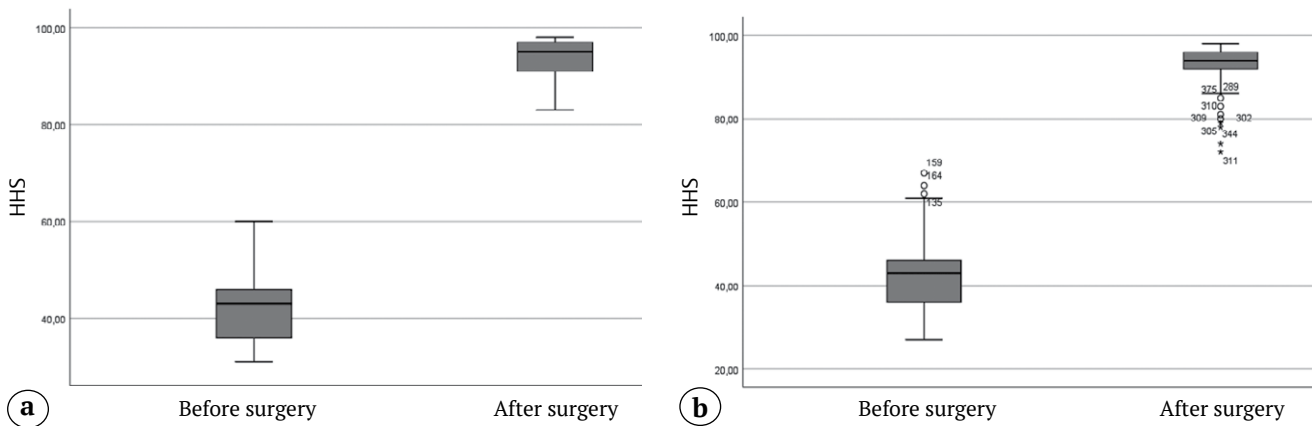 100,00
80,00
60,00
40,00
HHS
Before surgery
After surgery
a
100,00
80,00
60,00
40,00
20,00
HHS
159
164
135
375 289
310
309 302
305 344
311
Before surgery
After surgery
b